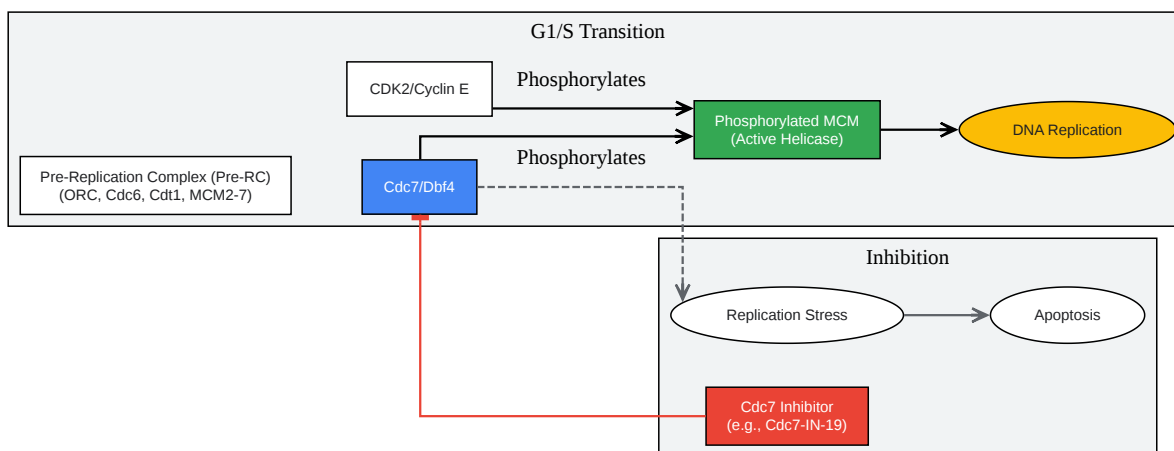 G1/S Transition
CDK2/Cyclin E
Phosphorylates
Phosphorylated MCM
(Active Helicase)
DNA Replication
Phosphorylates
Pre-Replication Complex (Pre-RC)
(ORC, Cdc6, Cdt1, MCM2-7)
Cdc7/Dbf4
Inhibition
Replication Stress
Apoptosis
Cdc7 Inhibitor
(e.g., Cdc7-IN-19)